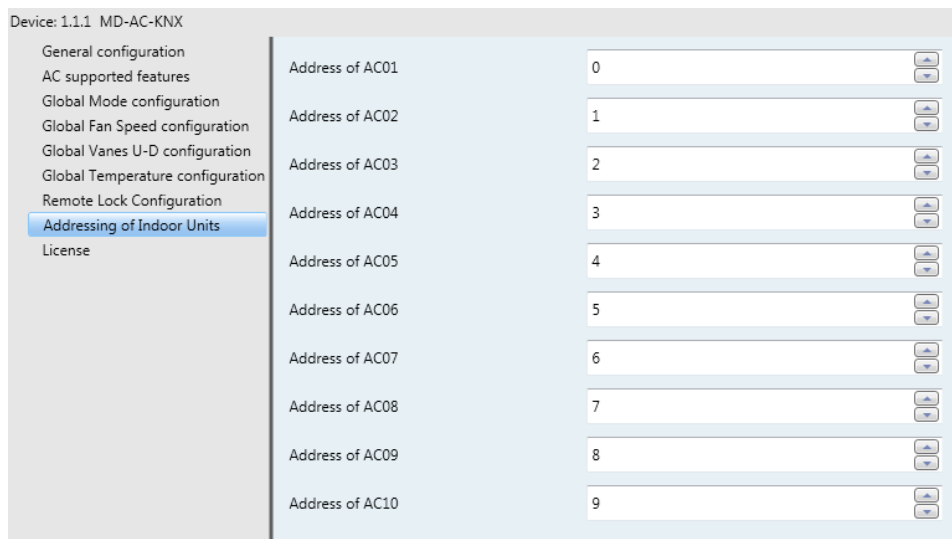 Device: 1.1.1 MD-AC-KNX
General configuration
AC supported features
Global Mode configuration
Global Fan Speed configuration
Global Vanes U-D configuration
Global Temperature configuration
Remote Lock Configuration
Addressing of Indoor Units
License
Address of AC01 0
Address of AC02 1
Address of AC03 2
Address of AC04 3
Address of AC05 4
Address of AC06 5
Address of AC07 6
Address of AC08 7
Address of AC09 8
Address of AC10 9